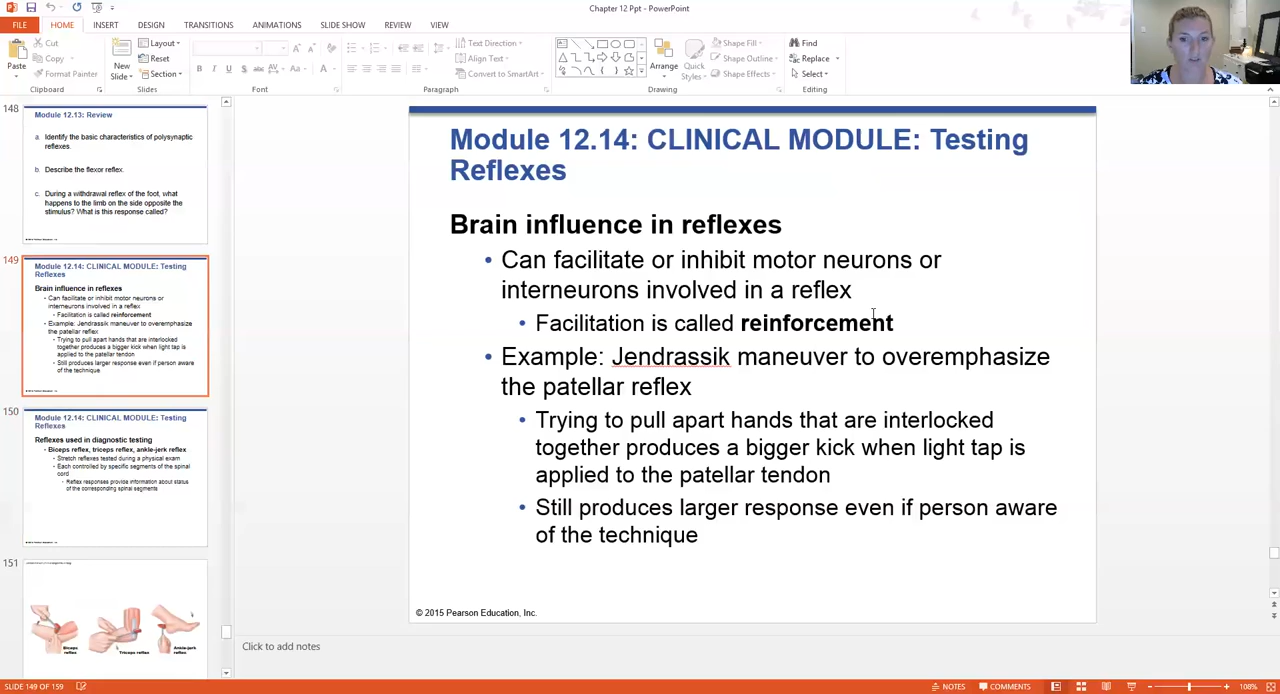 Chapter 12 Ppt - PowerPoint
FILE HOME INSERT DESIGN TRANSITIONS ANIMATIONS SLIDE SHOW REVIEW VIEW
Cut
Copy
Format Painter
Paste
New
Slide
Layout
Reset
Section
B I U S abc AV Aa A
Text Direction
Align Text
Convert to SmartArt
Arrange
Quick
Styles
Shape Fill
Shape Outline
Shape Effects
Find
Replace
Select
Clipboard Slides Font Paragraph Drawing Editing
148
Module 12.13: Review
a. Identify the basic characteristics of polysynaptic
reflexes.
b. Describe the flexor reflex.
c. During a withdrawal reflex of the foot, what
happens to the limb on the side opposite the
stimulus? What is this response called?
149
Module 12.14: CLINICAL MODULE: Testing
Reflexes
Brain influence in reflexes
• Can facilitate or inhibit motor neurons or
interneurons involved in a reflex
• Facilitation is called reinforcement
• Example: Jendrassik maneuver to overemphasize
the patellar reflex
• Trying to pull apart hands that are interlocked
together produces a bigger kick when light tap is
applied to the patellar tendon
• Still produces larger response even if person aware
of the technique
150
Module 12.14: CLINICAL MODULE: Testing
Reflexes
Reflexes used in diagnostic testing
• Biceps reflex, triceps reflex, ankle-jerk reflex
• Stretch reflexes tested during a physical exam
• Each controlled by specific segments of the spinal
cord
• Reflex responses provide information about status
of the corresponding spinal segments
151
Biceps
reflex
Triceps reflex
Ankle-jerk
reflex
Module 12.14: CLINICAL MODULE: Testing
Reflexes
Brain influence in reflexes
• Can facilitate or inhibit motor neurons or
interneurons involved in a reflex
• Facilitation is called reinforcement
• Example: Jendrassik maneuver to overemphasize
the patellar reflex
• Trying to pull apart hands that are interlocked
together produces a bigger kick when light tap is
applied to the patellar tendon
• Still produces larger response even if person aware
of the technique
© 2015 Pearson Education, Inc.
Click to add notes
SLIDE 149 OF 159
NOTES COMMENTS 108%